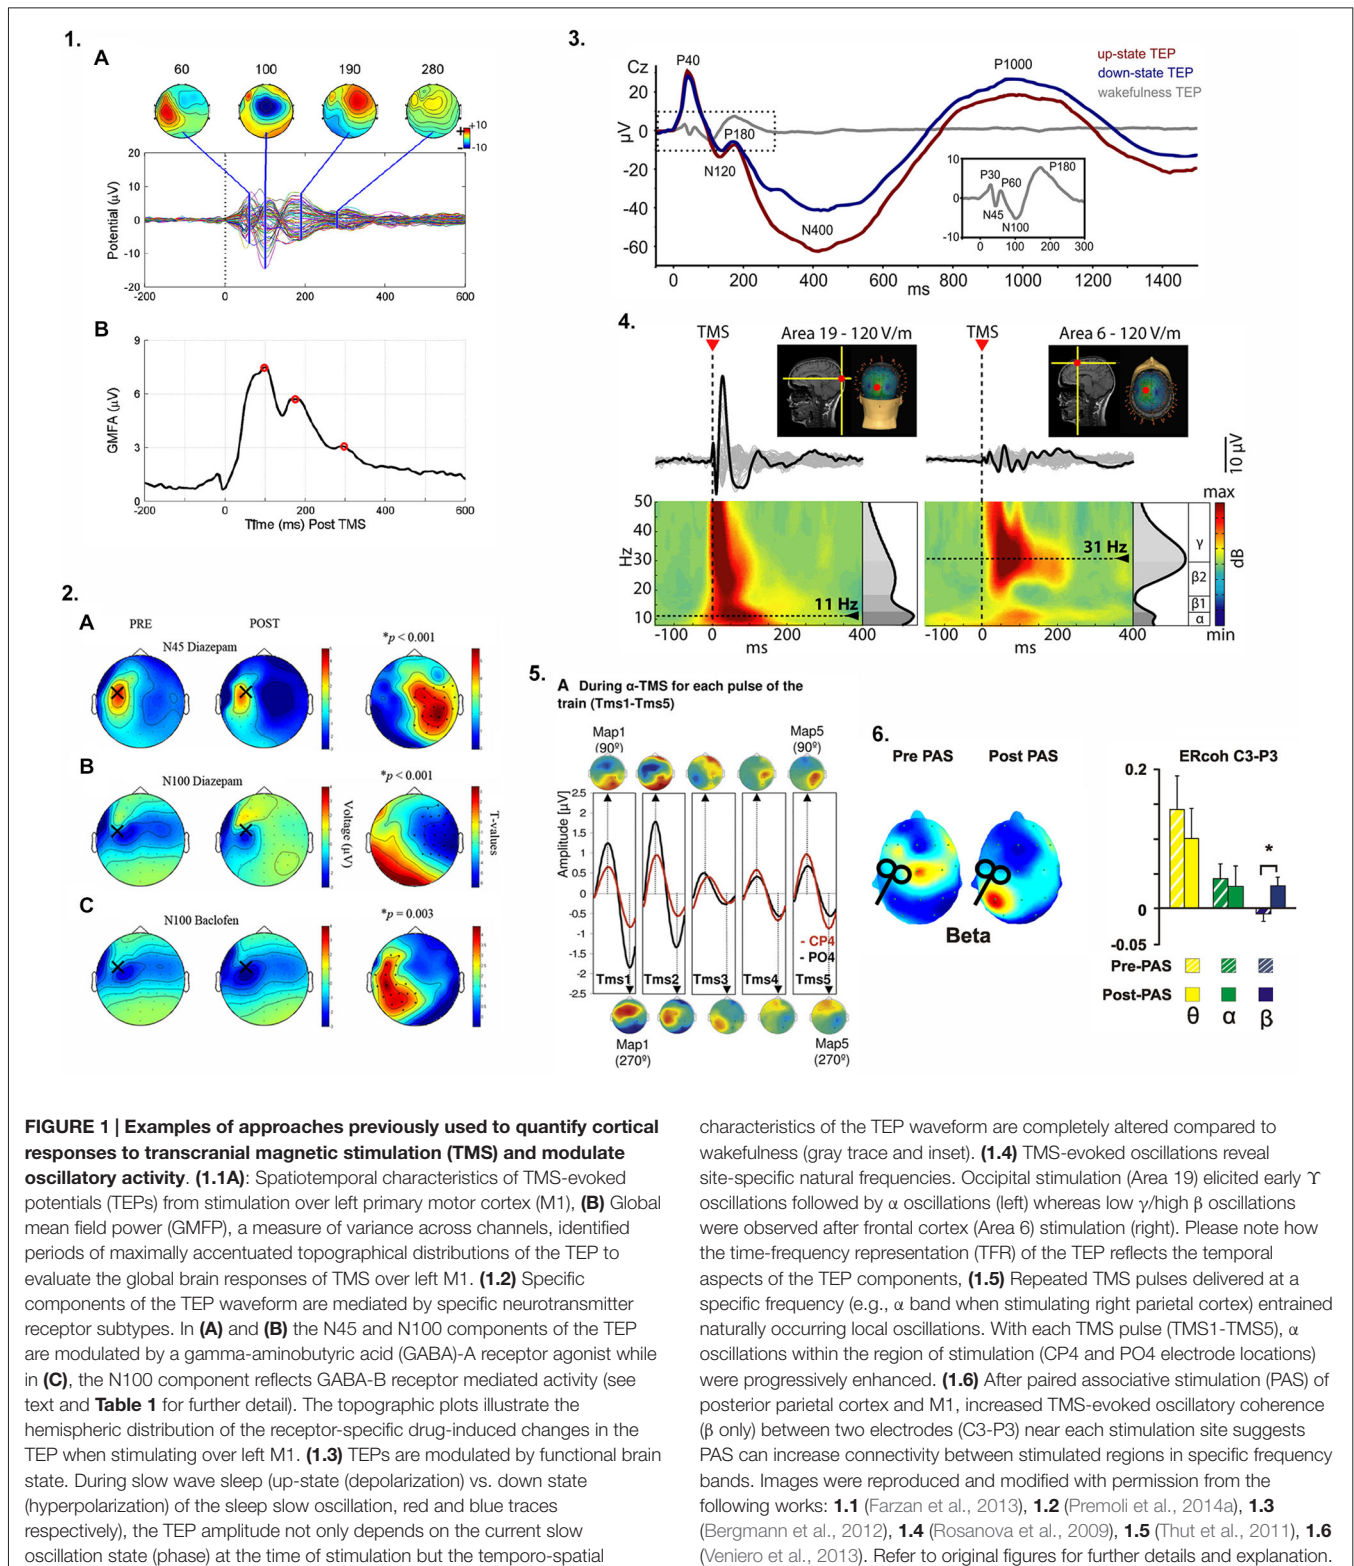 1.
A
60 100 190 280
+ +10
- -10
Potential (µV)
20
10
0
-10
-20
-200 0 200 400 600
B
GMFA (µV)
9
6
3
0
-200 0 200 400 600
Time (ms) Post TMS
2.
A
PRE POST
N45 Diazepam
*p < 0.001
B
N100 Diazepam
*p < 0.001
Voltage (µV)
T-values
C
N100 Baclofen
*p = 0.003
3.
Cz
µV
20
0
-20
-40
-60
P40
P180
N120
N400
P1000
up-state TEP
down-state TEP
wakefulness TEP
10
0
-10
P30
P60
P180
N45
N100
0 100 200 300
0 200 400 600 800 1000 1200 1400
ms
4.
TMS
Area 19 - 120 V/m
TMS
Area 6 - 120 V/m
10 µV
Hz
50
40
30
20
10
11 Hz
31 Hz
-100 0 200 400
ms
-100 0 200 400
ms
γ
β2
β1
α
max
dB
min
5.
A During α-TMS for each pulse of the
train (Tms1-Tms5)
Map1
(90º)
Map5
(90º)
Amplitude [µV]
2.5
2
1.5
1
0.5
0
-0.5
-1
-1.5
-2
-2.5
- CP4
- PO4
Tms1 Tms2 Tms3 Tms4 Tms5
Map1
(270º)
Map5
(270º)
6.
Pre PAS Post PAS
Beta
ERcoh C3-P3
0.2
0
-0.05
*
Pre-PAS
Post-PAS
θ α β
FIGURE 1 | Examples of approaches previously used to quantify cortical
responses to transcranial magnetic stimulation (TMS) and modulate
oscillatory activity. (1.1A): Spatiotemporal characteristics of TMS-evoked
potentials (TEPs) from stimulation over left primary motor cortex (M1), (B) Global
mean field power (GMFP), a measure of variance across channels, identified
periods of maximally accentuated topographical distributions of the TEP to
evaluate the global brain responses of TMS over left M1. (1.2) Specific
components of the TEP waveform are mediated by specific neurotransmitter
receptor subtypes. In (A) and (B) the N45 and N100 components of the TEP
are modulated by a gamma-aminobutyric acid (GABA)-A receptor agonist while
in (C), the N100 component reflects GABA-B receptor mediated activity (see
text and Table 1 for further detail). The topographic plots illustrate the
hemispheric distribution of the receptor-specific drug-induced changes in the
TEP when stimulating over left M1. (1.3) TEPs are modulated by functional brain
state. During slow wave sleep (up-state (depolarization) vs. down state
(hyperpolarization) of the sleep slow oscillation, red and blue traces
respectively), the TEP amplitude not only depends on the current slow
oscillation state (phase) at the time of stimulation but the temporo-spatial
characteristics of the TEP waveform are completely altered compared to
wakefulness (gray trace and inset). (1.4) TMS-evoked oscillations reveal
site-specific natural frequencies. Occipital stimulation (Area 19) elicited early ϒ
oscillations followed by α oscillations (left) whereas low γ/high β oscillations
were observed after frontal cortex (Area 6) stimulation (right). Please note how
the time-frequency representation (TFR) of the TEP reflects the temporal
aspects of the TEP components, (1.5) Repeated TMS pulses delivered at a
specific frequency (e.g., α band when stimulating right parietal cortex) entrained
naturally occurring local oscillations. With each TMS pulse (TMS1-TMS5), α
oscillations within the region of stimulation (CP4 and PO4 electrode locations)
were progressively enhanced. (1.6) After paired associative stimulation (PAS) of
posterior parietal cortex and M1, increased TMS-evoked oscillatory coherence
(β only) between two electrodes (C3-P3) near each stimulation site suggests
PAS can increase connectivity between stimulated regions in specific frequency
bands. Images were reproduced and modified with permission from the
following works: 1.1 (Farzan et al., 2013), 1.2 (Premoli et al., 2014a), 1.3
(Bergmann et al., 2012), 1.4 (Rosanova et al., 2009), 1.5 (Thut et al., 2011), 1.6
(Veniero et al., 2013). Refer to original figures for further details and explanation.